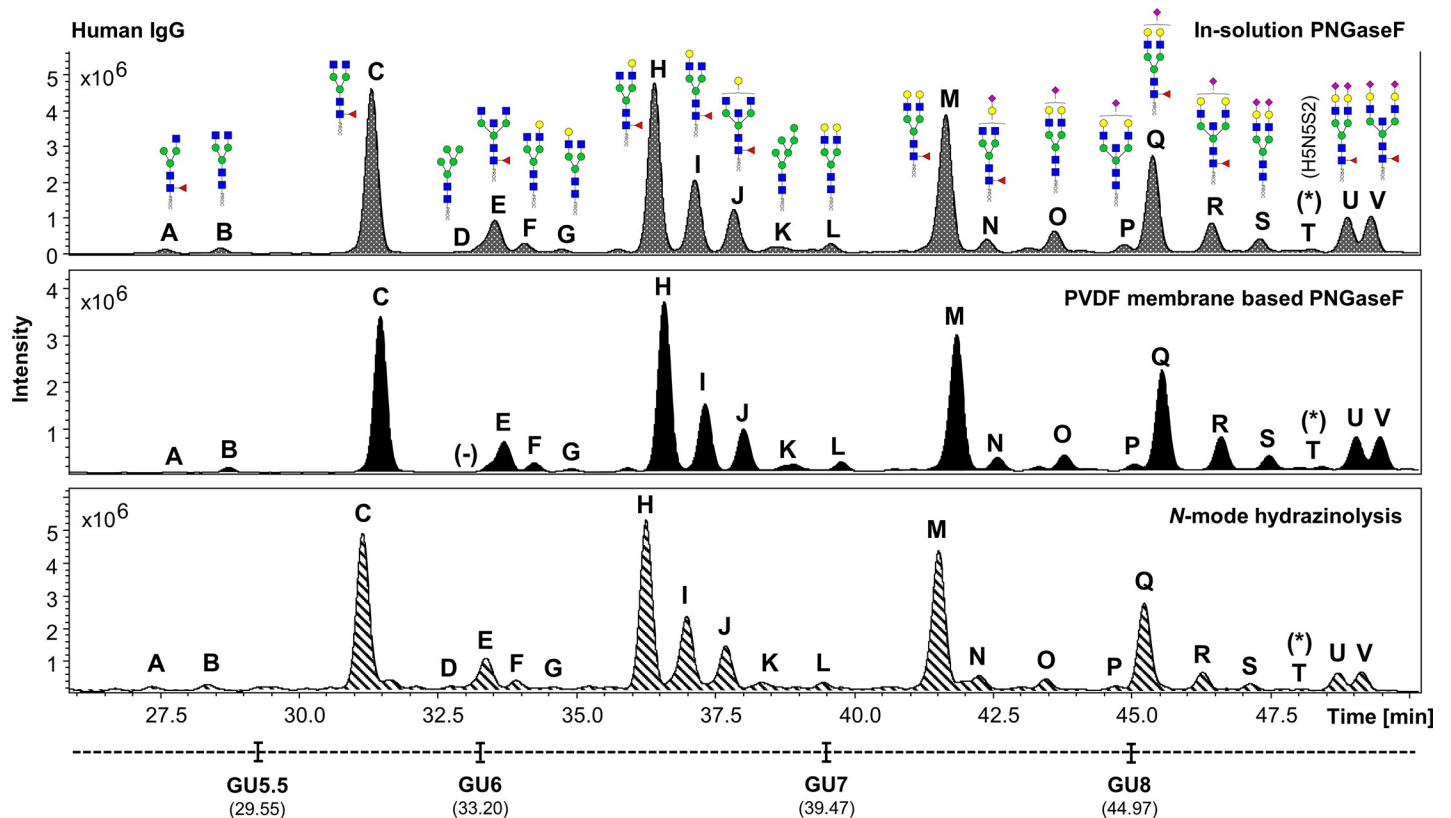 Human IgG
In-solution PNGaseF
x10^6
5
4
3
2
1
0
A
B
C
D
E
F
G
H
I
J
K
L
M
N
O
P
Q
R
S
(H5N5S2)
(*)
T
U
V
PVDF membrane based PNGaseF
x10^6
4
3
2
1
A
B
C
(-)
E
F
G
H
I
J
K
L
M
N
O
P
Q
R
S
(*)
T
U
V
Intensity
N-mode hydrazinolysis
x10^6
5
4
3
2
1
A
B
C
D
E
F
G
H
I
J
K
L
M
N
O
P
Q
R
S
(*)
T
U
V
27.5 30.0 32.5 35.0 37.5 40.0 42.5 45.0 47.5 Time [min]
GU5.5 GU6 GU7 GU8
(29.55) (33.20) (39.47) (44.97)